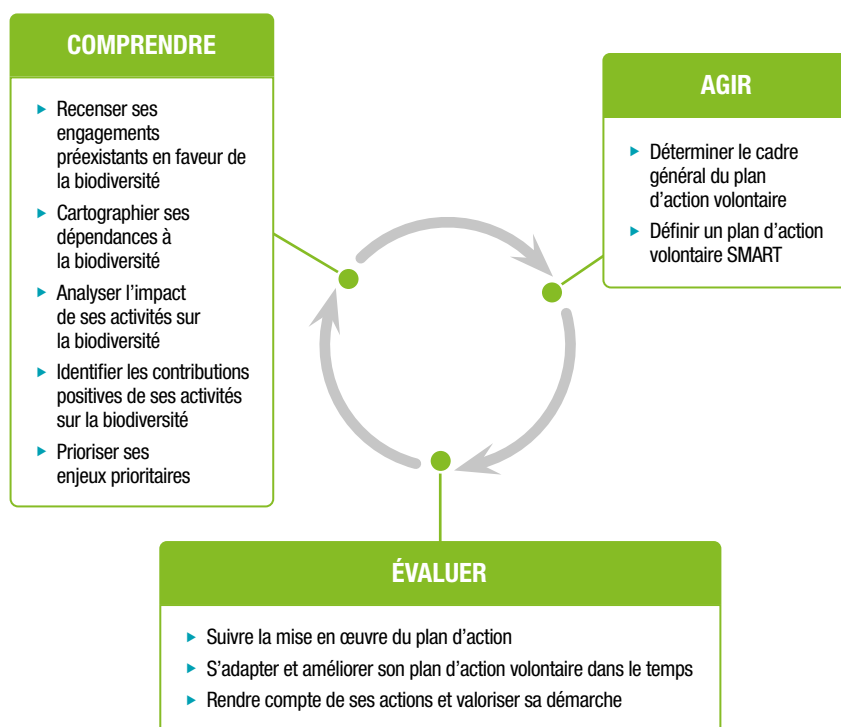 COMPRENDRE
▸ Recenser ses
engagements
préexistants en faveur de
la biodiversité
▸ Cartographier ses
dépendances à
la biodiversité
▸ Analyser l’impact
de ses activités sur
la biodiversité
▸ Identifier les contributions
positives de ses activités
sur la biodiversité
▸ Prioriser ses
enjeux prioritaires
AGIR
▸ Déterminer le cadre
général du plan
d’action volontaire
▸ Définir un plan d’action
volontaire SMART
ÉVALUER
▸ Suivre la mise en œuvre du plan d’action
▸ S’adapter et améliorer son plan d’action volontaire dans le temps
▸ Rendre compte de ses actions et valoriser sa démarche